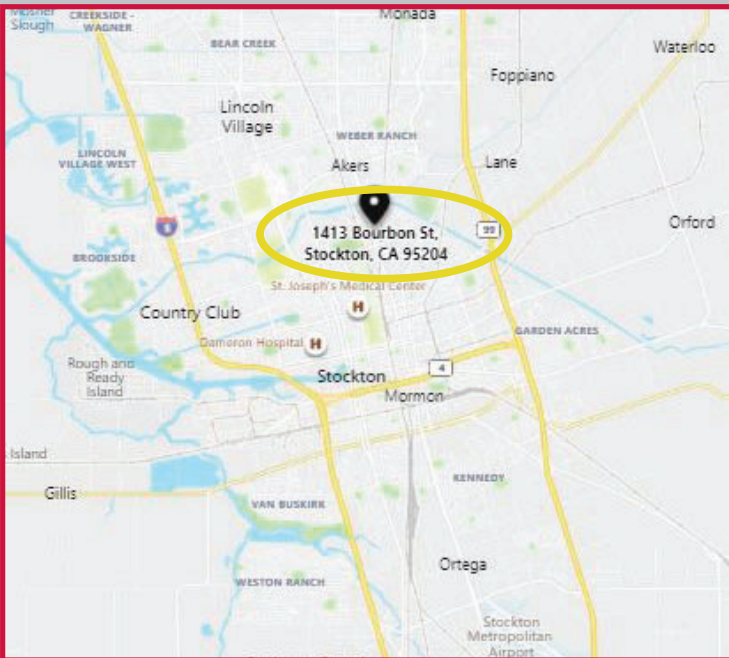 Mosher
Slough
CREEKSIDE -
WAGNER
Monada
BEAR CREEK
Waterloo
Foppiano
Lincoln
Village
WEBER RANCH
LINCOLN
VILLAGE WEST
Akers
Lane
5
1413 Bourbon St,
Stockton, CA 95204
99
Orford
BROOKSIDE
St. Joseph's Medical Center
H
Country Club
Dameron Hospital
H
GARDEN ACRES
Rough and
Ready
Island
Stockton
4
Mormon
Island
KENNEDY
Gillis
VAN BUSKIRK
Ortega
WESTON RANCH
Stockton
Metropolitan
Airport